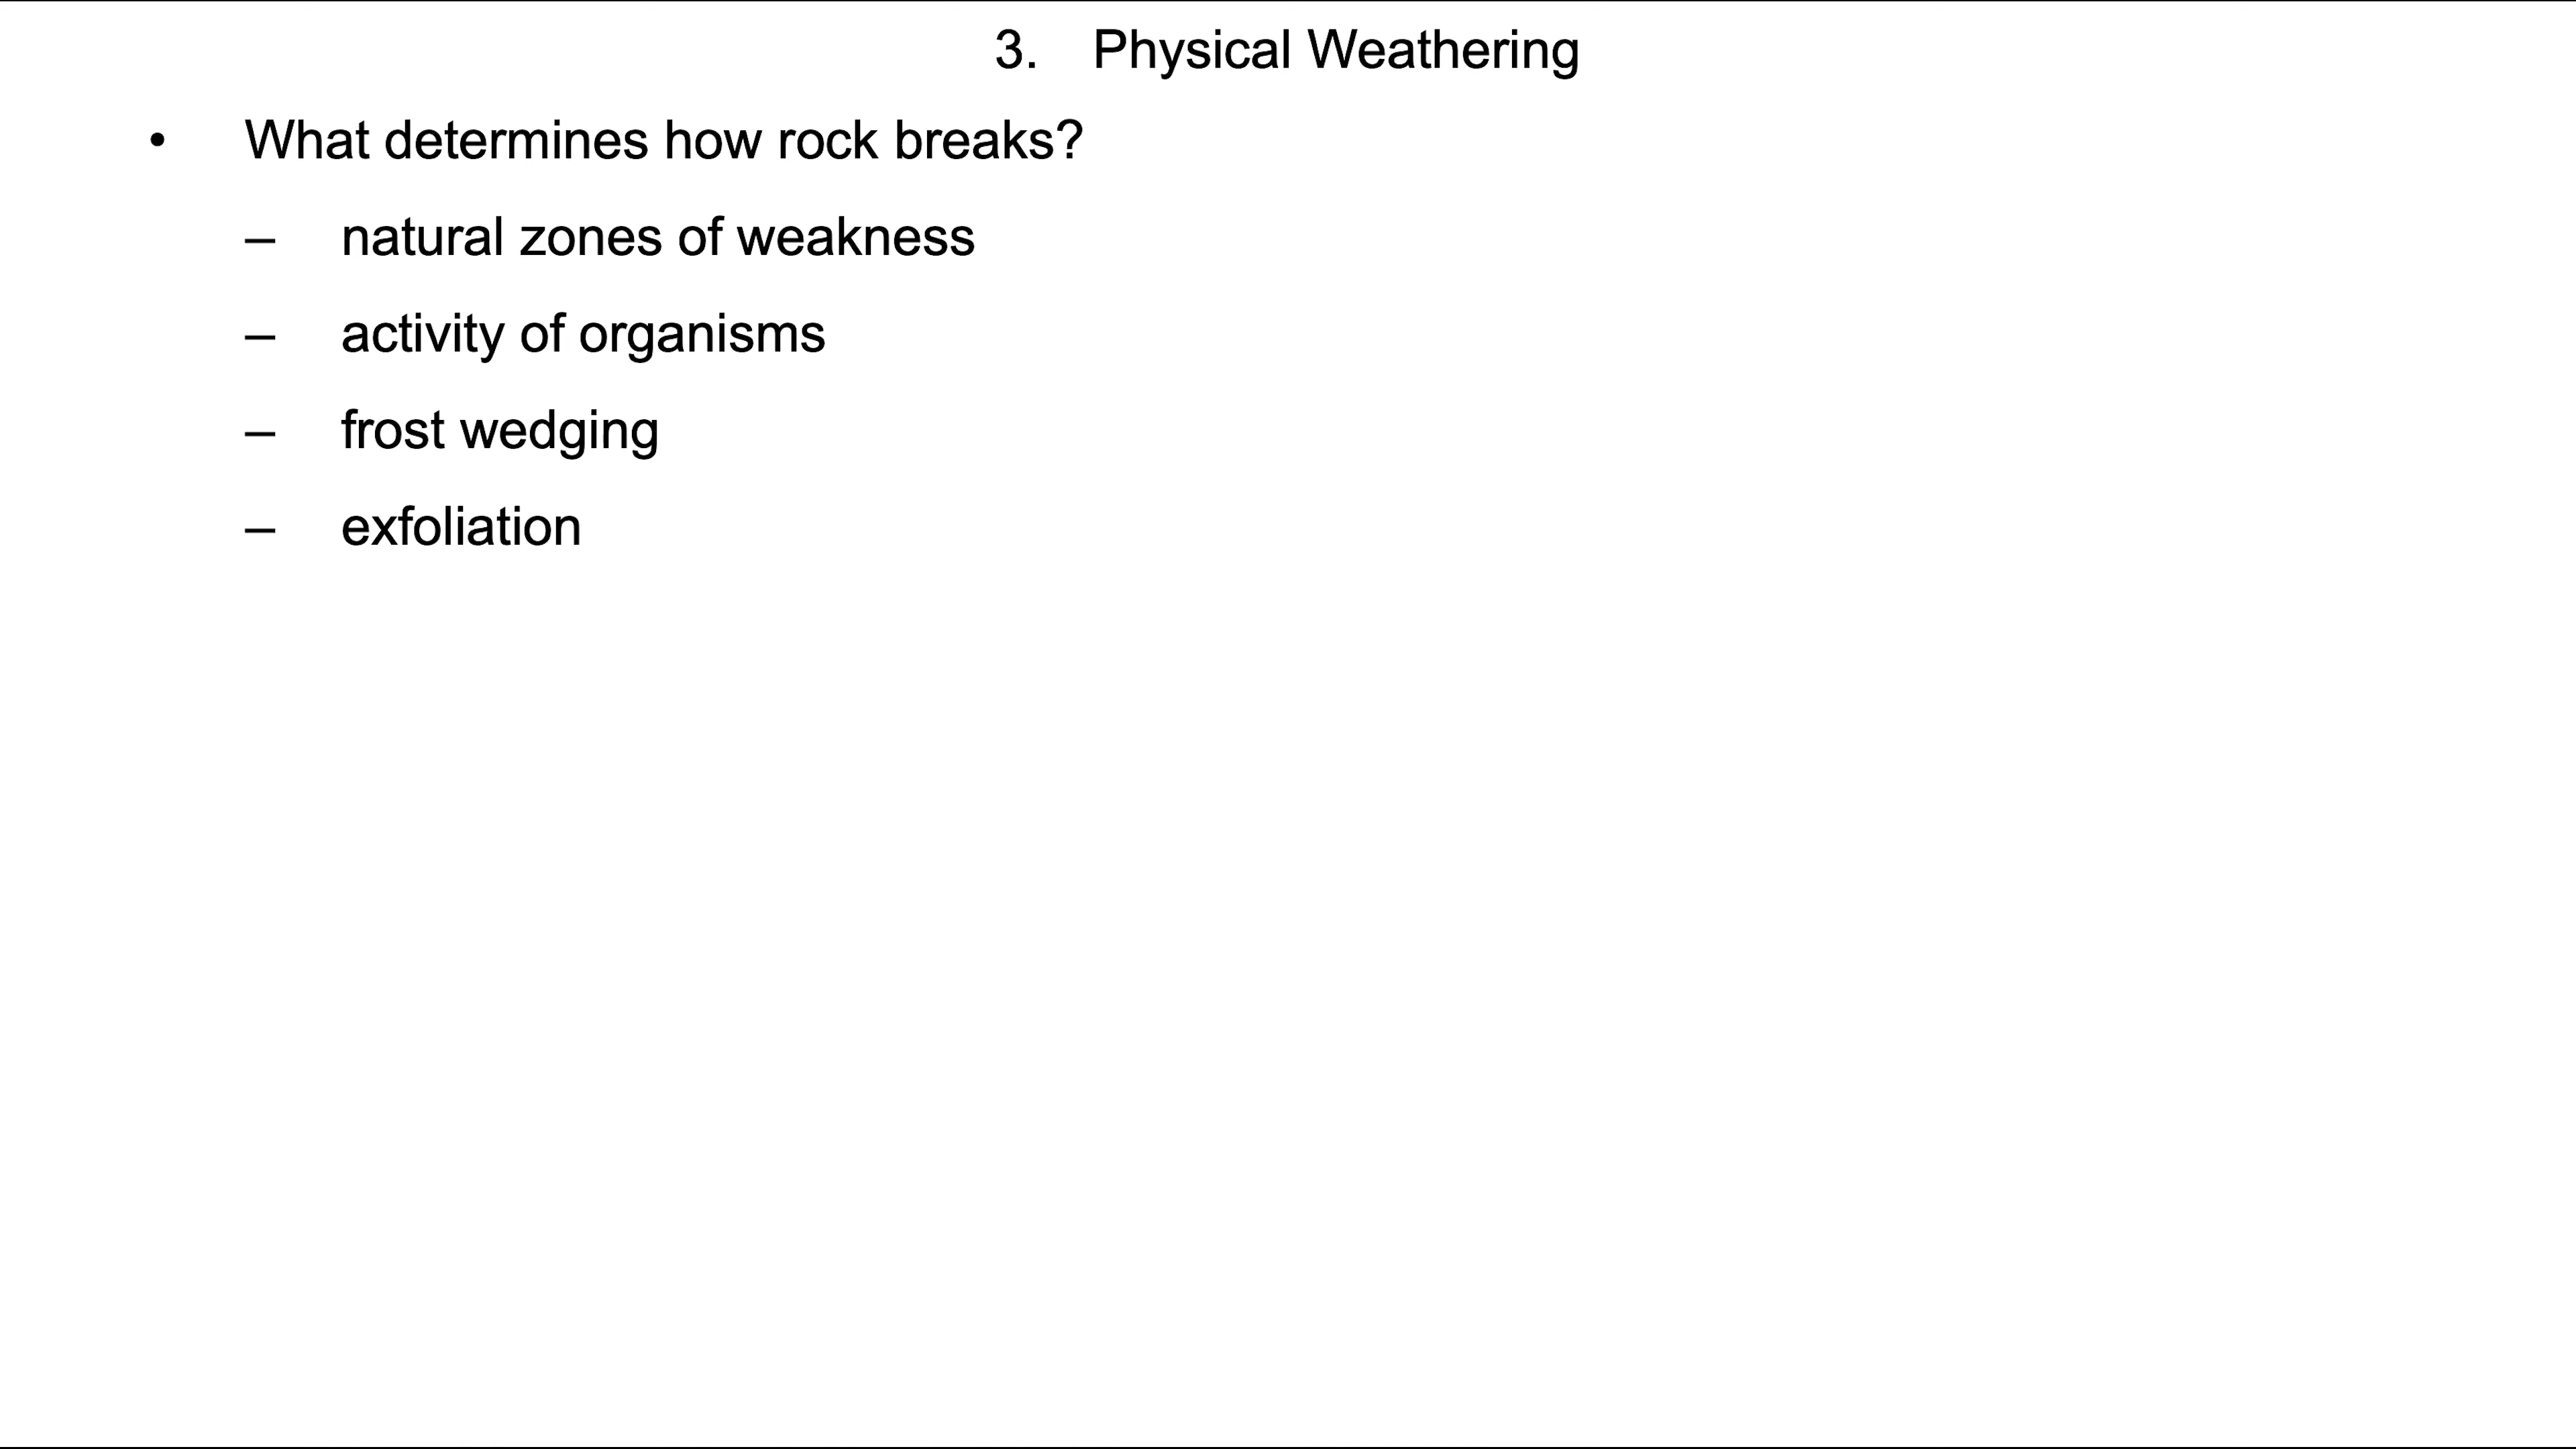 3. Physical Weathering
• What determines how rock breaks?
– natural zones of weakness
– activity of organisms
– frost wedging
– exfoliation